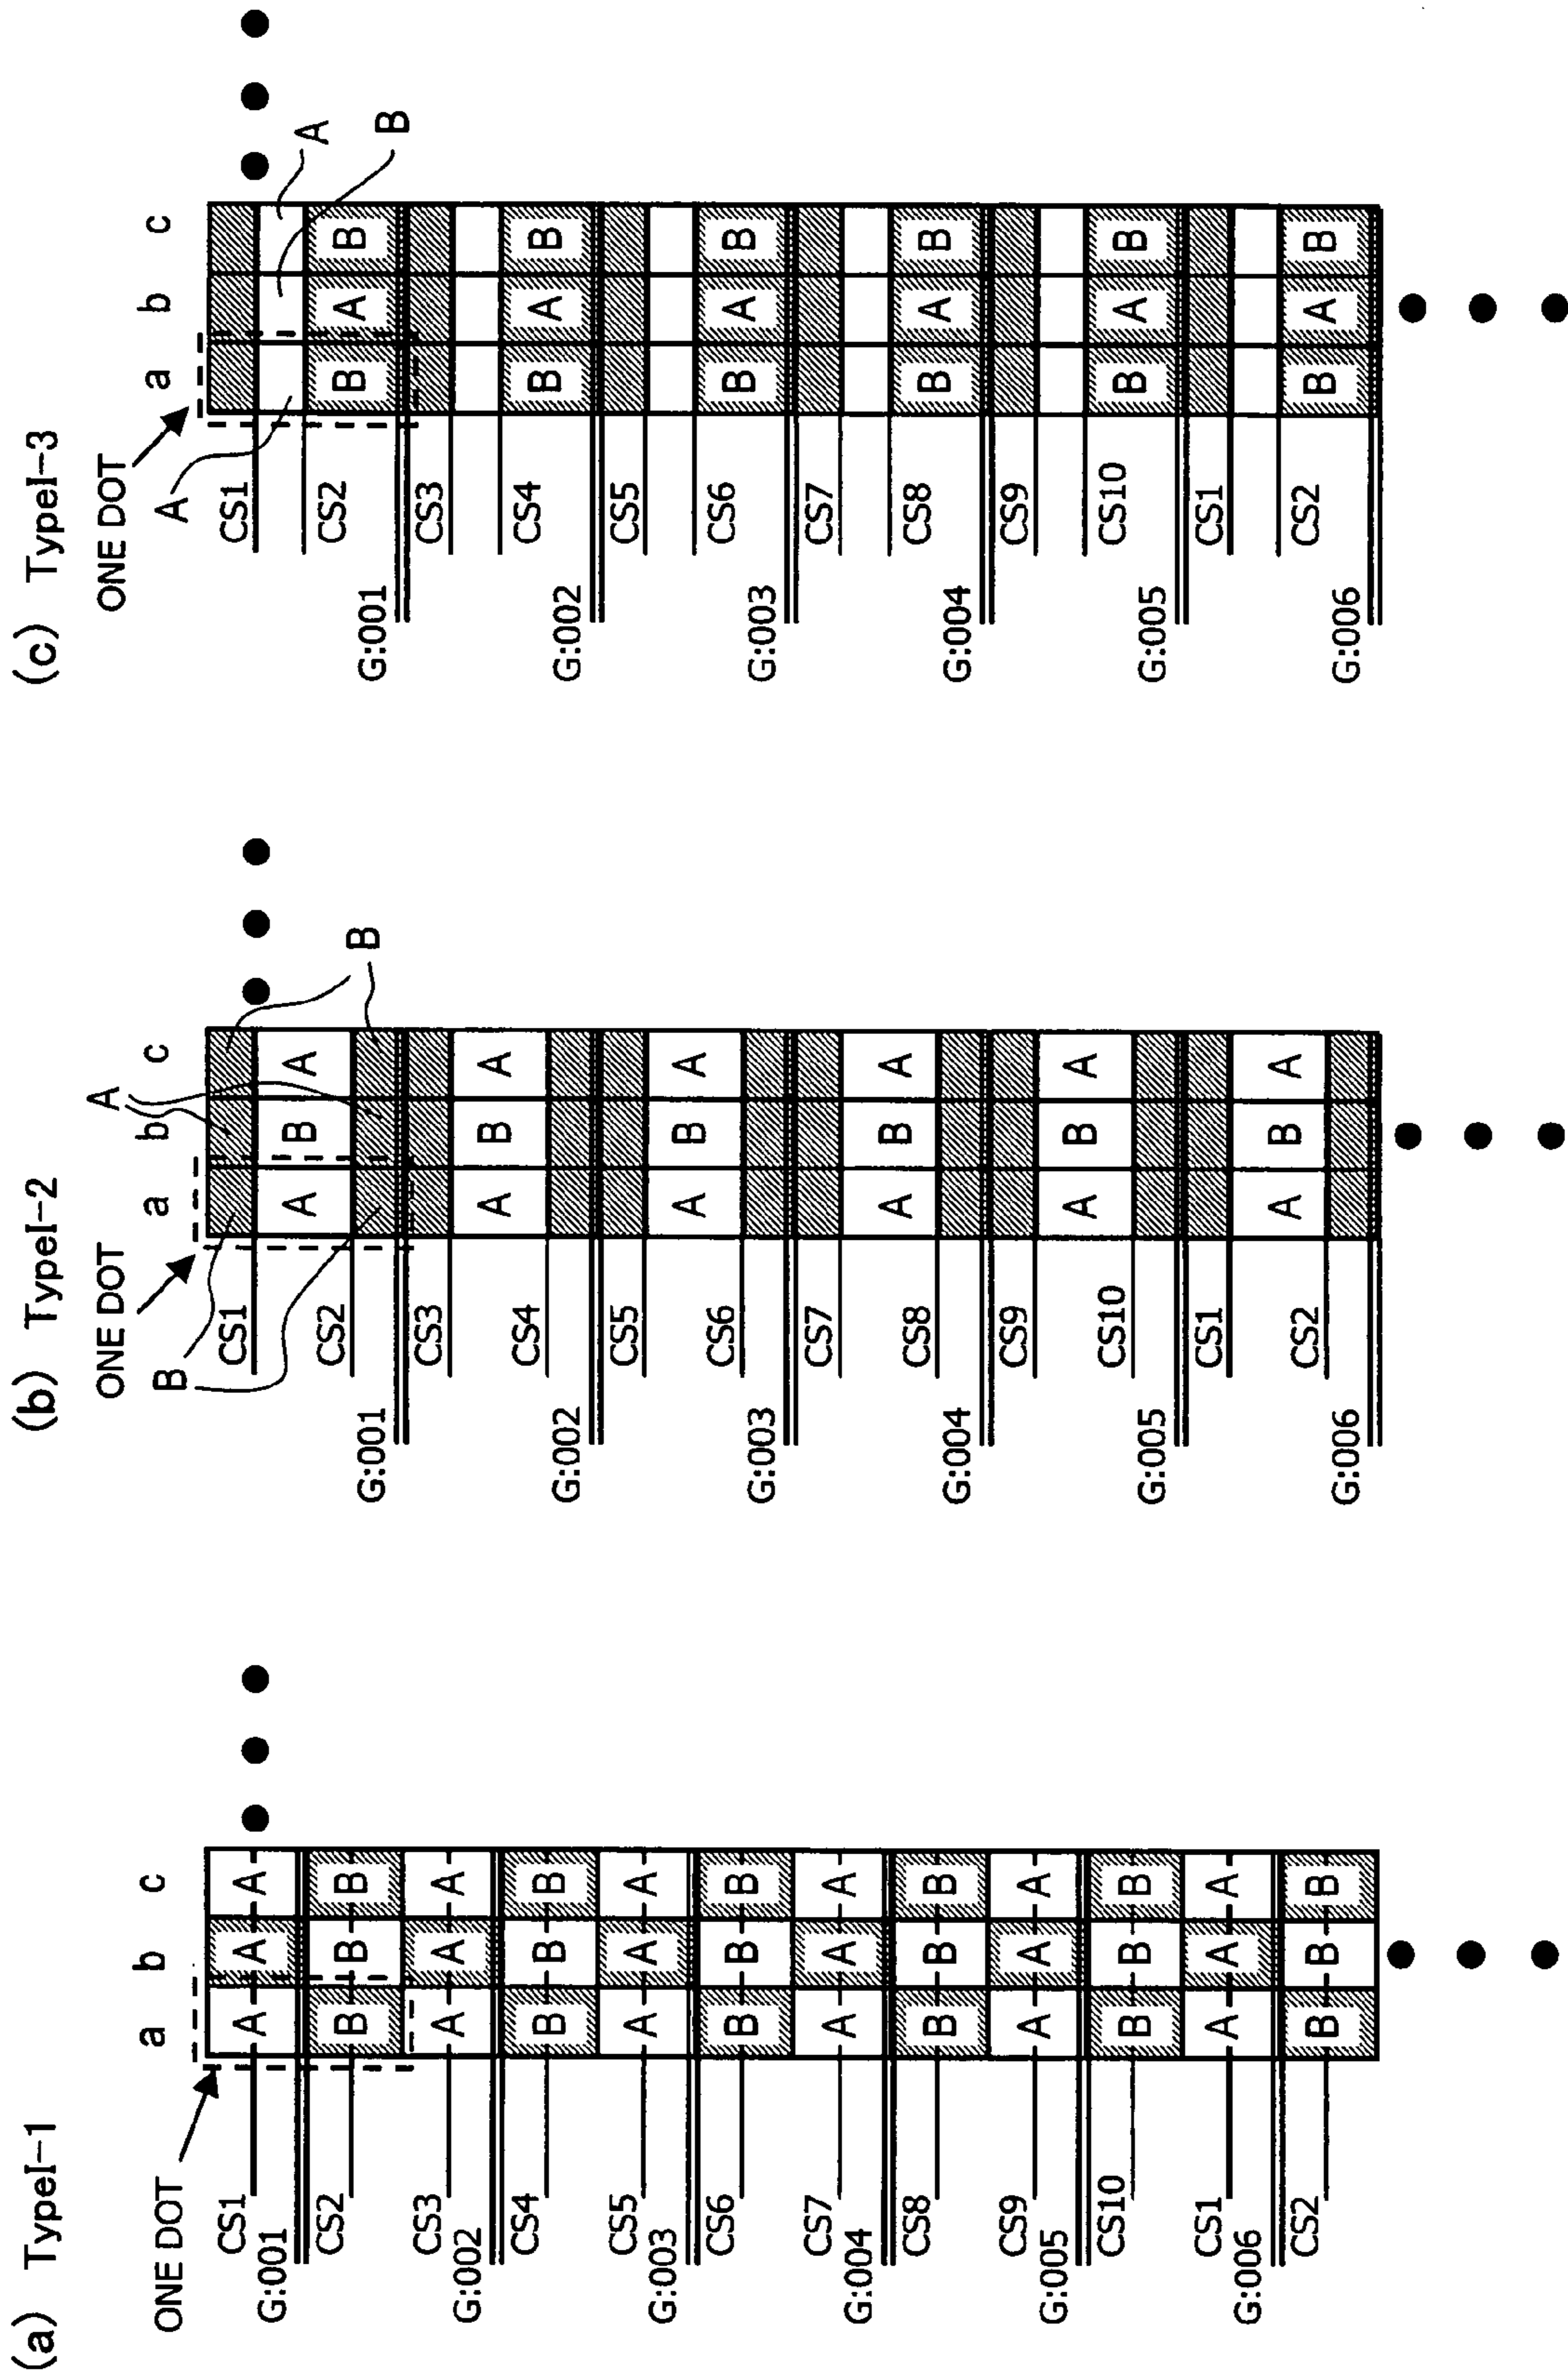 (a) TypeI-1
ONE DOT
a b c
CS1 A A A
G:001
CS2 B B B
CS3 A A A
G:002
CS4 B B B
CS5 A A A
G:003
CS6 B B B
CS7 A A A
G:004
CS8 B B B
CS9 A A A
G:005
CS10 B B B
CS1 A A A
G:006
CS2 B B B
(b) TypeI-2
ONE DOT
B
A
B
a b c
CS1
A B A
CS2
G:001
CS3
A B A
CS4
G:002
CS5
A B A
CS6
G:003
CS7
A B A
CS8
G:004
CS9
A B A
CS10
G:005
CS1
A B A
CS2
G:006
(c) TypeI-3
ONE DOT
A
A
B
a b c
CS1
CS2
B A B
G:001
CS3
CS4
B A B
G:002
CS5
CS6
B A B
G:003
CS7
CS8
B A B
G:004
CS9
CS10
B A B
G:005
CS1
CS2
B A B
G:006